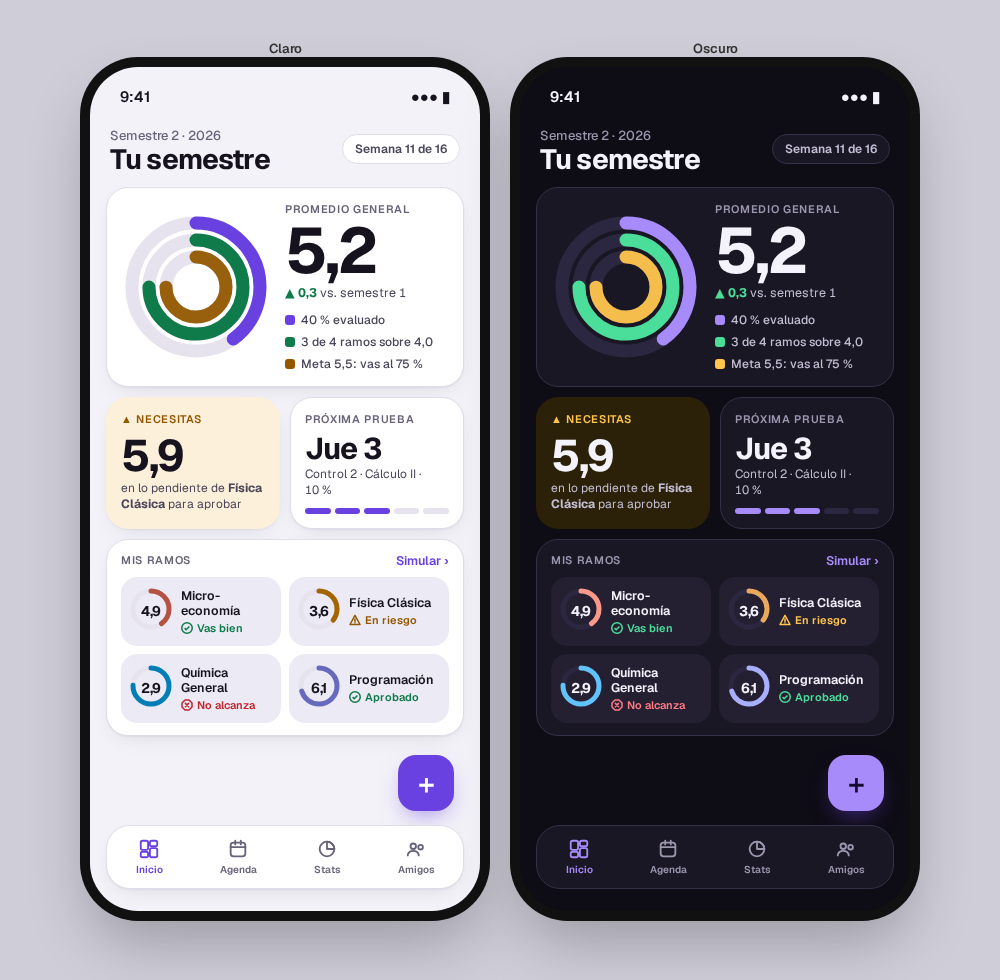 Claro
9:41
Semestre 2 · 2026
Tu semestre
Semana 11 de 16
PROMEDIO GENERAL
5,2
▲ 0,3 vs. semestre 1
40 % evaluado
3 de 4 ramos sobre 4,0
Meta 5,5: vas al 75 %
▲ NECESITAS
5,9
en lo pendiente de Física
Clásica para aprobar
PRÓXIMA PRUEBA
Jue 3
Control 2 · Cálculo II ·
10 %
MIS RAMOS
Simular ›
4,9
Micro-
economía
Vas bien
3,6
Física Clásica
En riesgo
2,9
Química
General
No alcanza
6,1
Programación
Aprobado
+
Inicio
Agenda
Stats
Amigos
Oscuro
9:41
Semestre 2 · 2026
Tu semestre
Semana 11 de 16
PROMEDIO GENERAL
5,2
▲ 0,3 vs. semestre 1
40 % evaluado
3 de 4 ramos sobre 4,0
Meta 5,5: vas al 75 %
▲ NECESITAS
5,9
en lo pendiente de Física
Clásica para aprobar
PRÓXIMA PRUEBA
Jue 3
Control 2 · Cálculo II ·
10 %
MIS RAMOS
Simular ›
4,9
Micro-
economía
Vas bien
3,6
Física Clásica
En riesgo
2,9
Química
General
No alcanza
6,1
Programación
Aprobado
+
Inicio
Agenda
Stats
Amigos